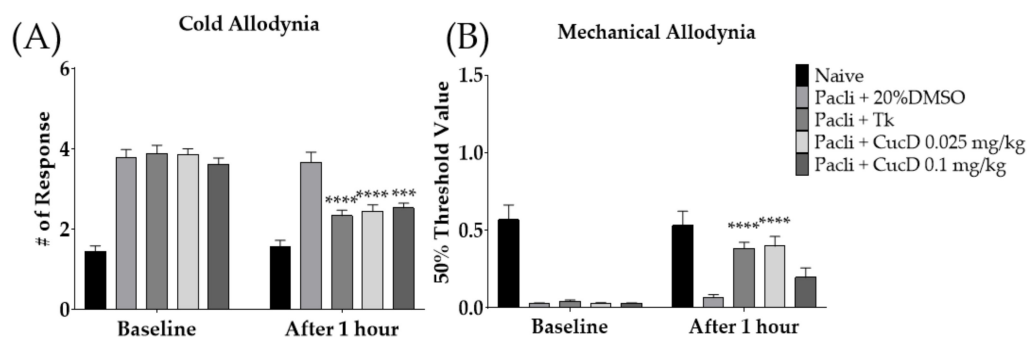 (A)
Cold Allodynia
# of Response
6
4
2
0
**** **** ***
Baseline
After 1 hour
(B)
Mechanical Allodynia
50% Threshold Value
1.5
1.0
0.5
0.0
**** ****
Baseline
After 1 hour
Naive
Pacli + 20%DMSO
Pacli + Tk
Pacli + CucD 0.025 mg/kg
Pacli + CucD 0.1 mg/kg